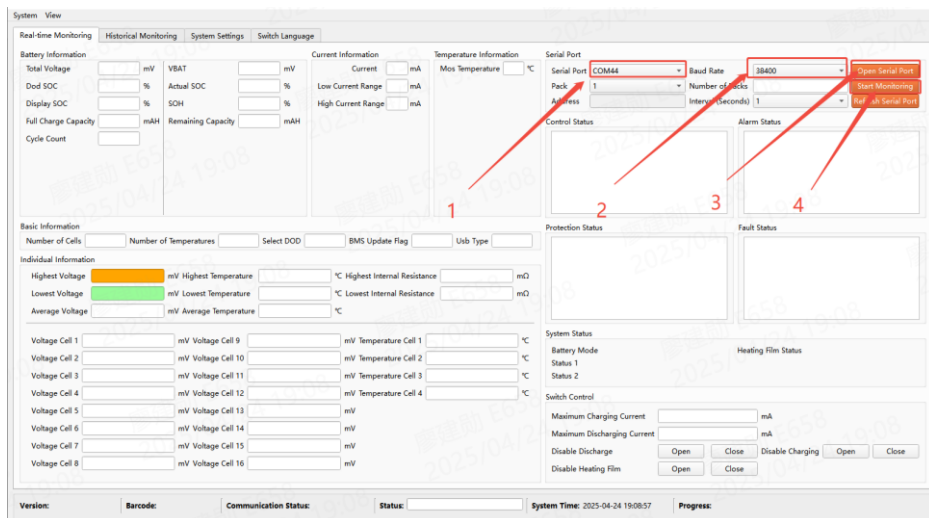 System View
Real-time Monitoring Historical Monitoring System Settings Switch Language
Battery Information Current Information Temperature Information Serial Port
Total Voltage mV VBAT mV Current mA Mos Temperature ℃ Serial Port COM44 Baud Rate 38400 Open Serial Port
Dod SOC % Actual SOC % Low Current Range mA Pack 1 Number of Packs Start Monitoring
Display SOC % SOH % High Current Range mA Address Interval (Seconds) 1 Refresh Serial Port
Full Charge Capacity mAH Remaining Capacity mAH Control Status Alarm Status
Cycle Count
1 2 3 4
Basic Information Protection Status Fault Status
Number of Cells Number of Temperatures Select DOD BMS Update Flag Usb Type
Individual Information
Highest Voltage mV Highest Temperature ℃ Highest Internal Resistance mΩ
Lowest Voltage mV Lowest Temperature ℃ Lowest Internal Resistance mΩ
Average Voltage mV Average Temperature ℃
System Status
Voltage Cell 1 mV Voltage Cell 9 mV Temperature Cell 1 ℃ Battery Mode Heating Film Status
Voltage Cell 2 mV Voltage Cell 10 mV Temperature Cell 2 ℃ Status 1
Voltage Cell 3 mV Voltage Cell 11 mV Temperature Cell 3 ℃ Status 2
Voltage Cell 4 mV Voltage Cell 12 mV Temperature Cell 4 ℃ Switch Control
Voltage Cell 5 mV Voltage Cell 13 mV Maximum Charging Current mA
Voltage Cell 6 mV Voltage Cell 14 mV Maximum Discharging Current mA
Voltage Cell 7 mV Voltage Cell 15 mV Disable Discharge Open Close Disable Charging Open Close
Voltage Cell 8 mV Voltage Cell 16 mV Disable Heating Film Open Close
Version: Barcode: Communication Status: Status: System Time: 2025-04-24 19:08:57 Progress:
廖建勋 E658
2025/04/24 19:08